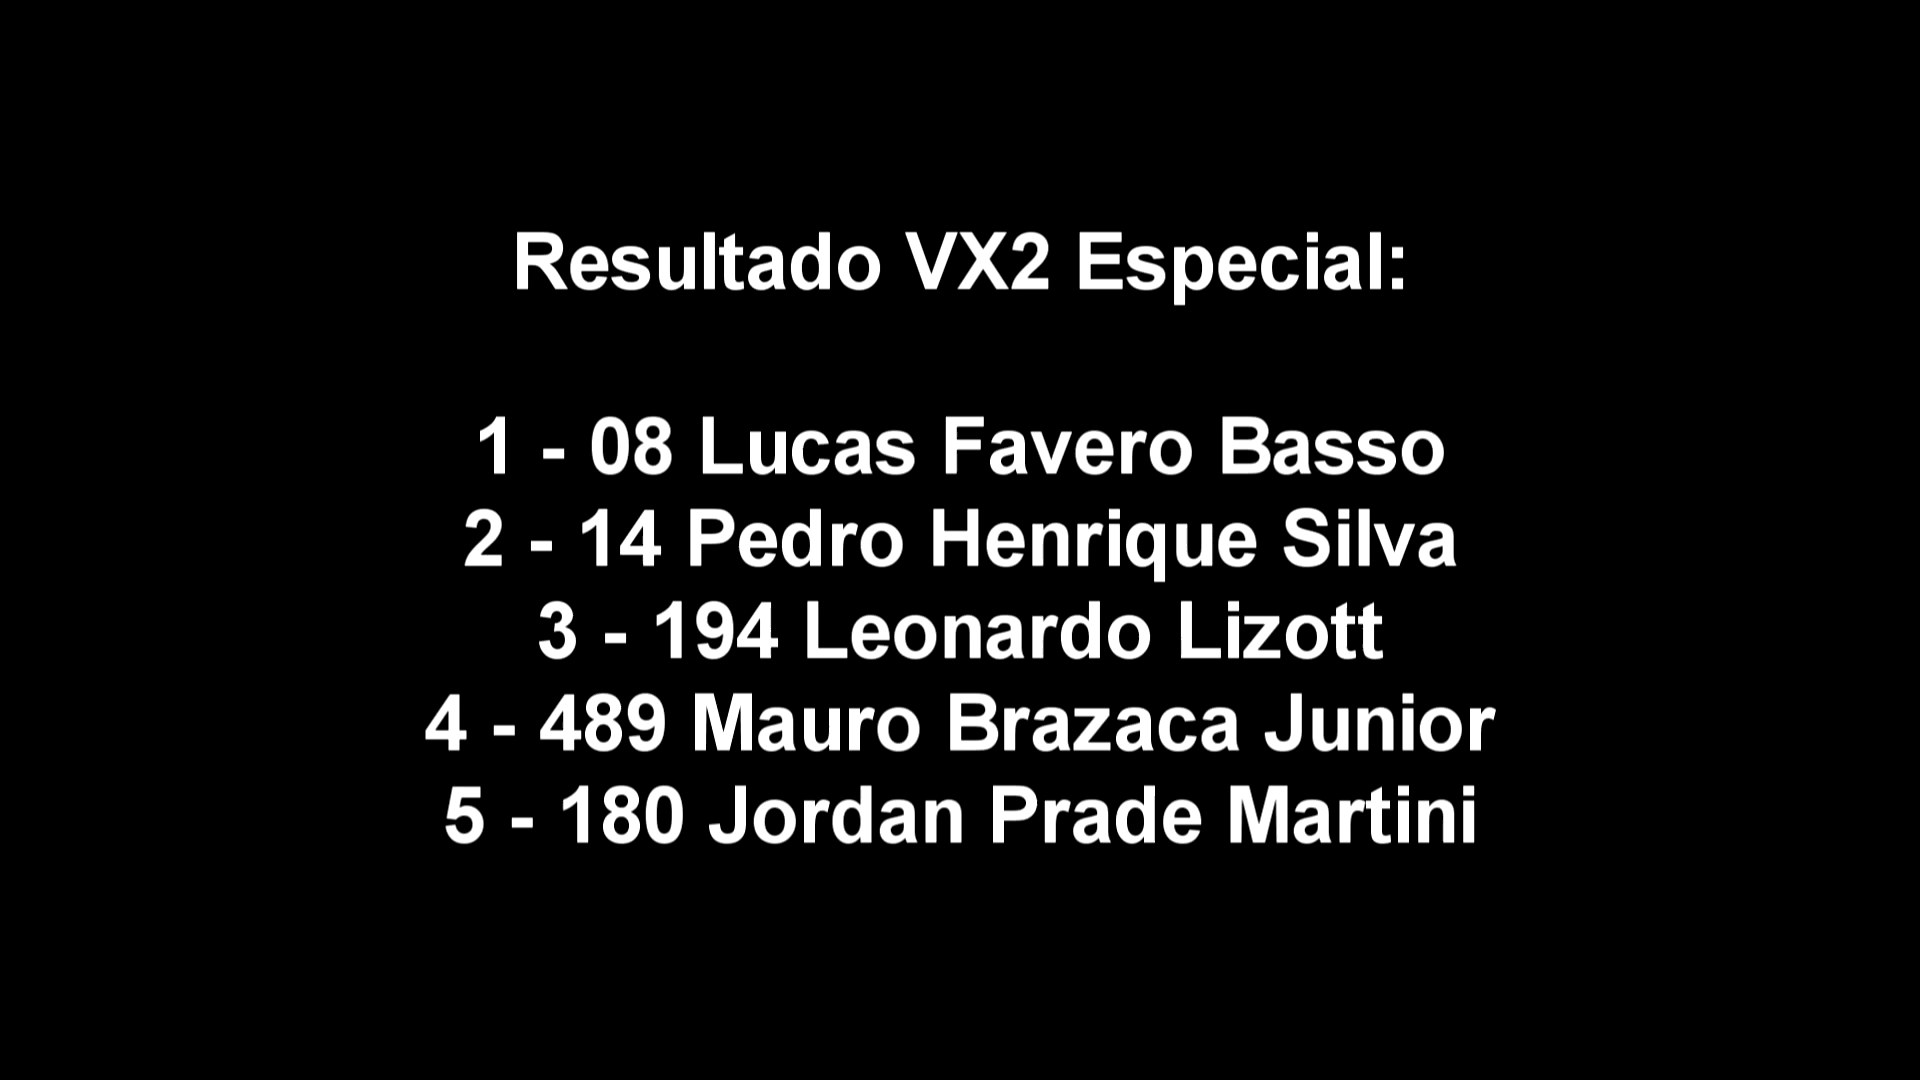 Resultado VX2 Especial:
1 - 08 Lucas Favero Basso
2 - 14 Pedro Henrique Silva
3 - 194 Leonardo Lizott
4 - 489 Mauro Brazaca Junior
5 - 180 Jordan Prade Martini